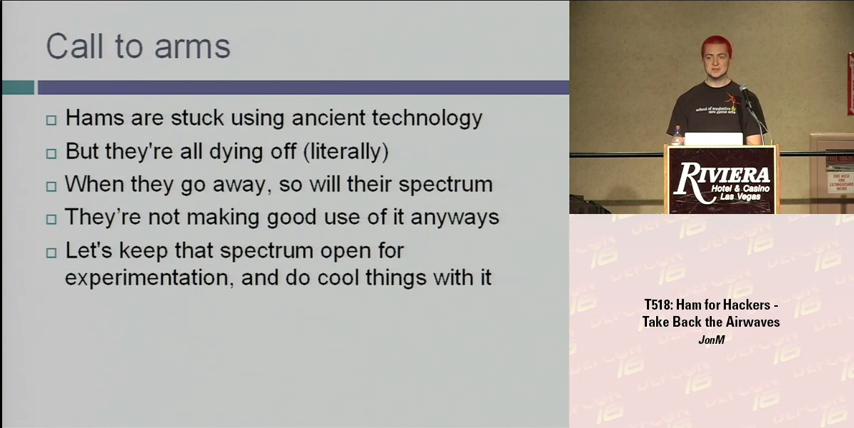 Call to arms
Hams are stuck using ancient technology
But they're all dying off (literally)
When they go away, so will their spectrum
They're not making good use of it anyways
Let's keep that spectrum open for
experimentation, and do cool things with it
RIVIERA
Hotel & Casino
Las Vegas
T518: Ham for Hackers -
Take Back the Airwaves
JonM
DEFCON 16